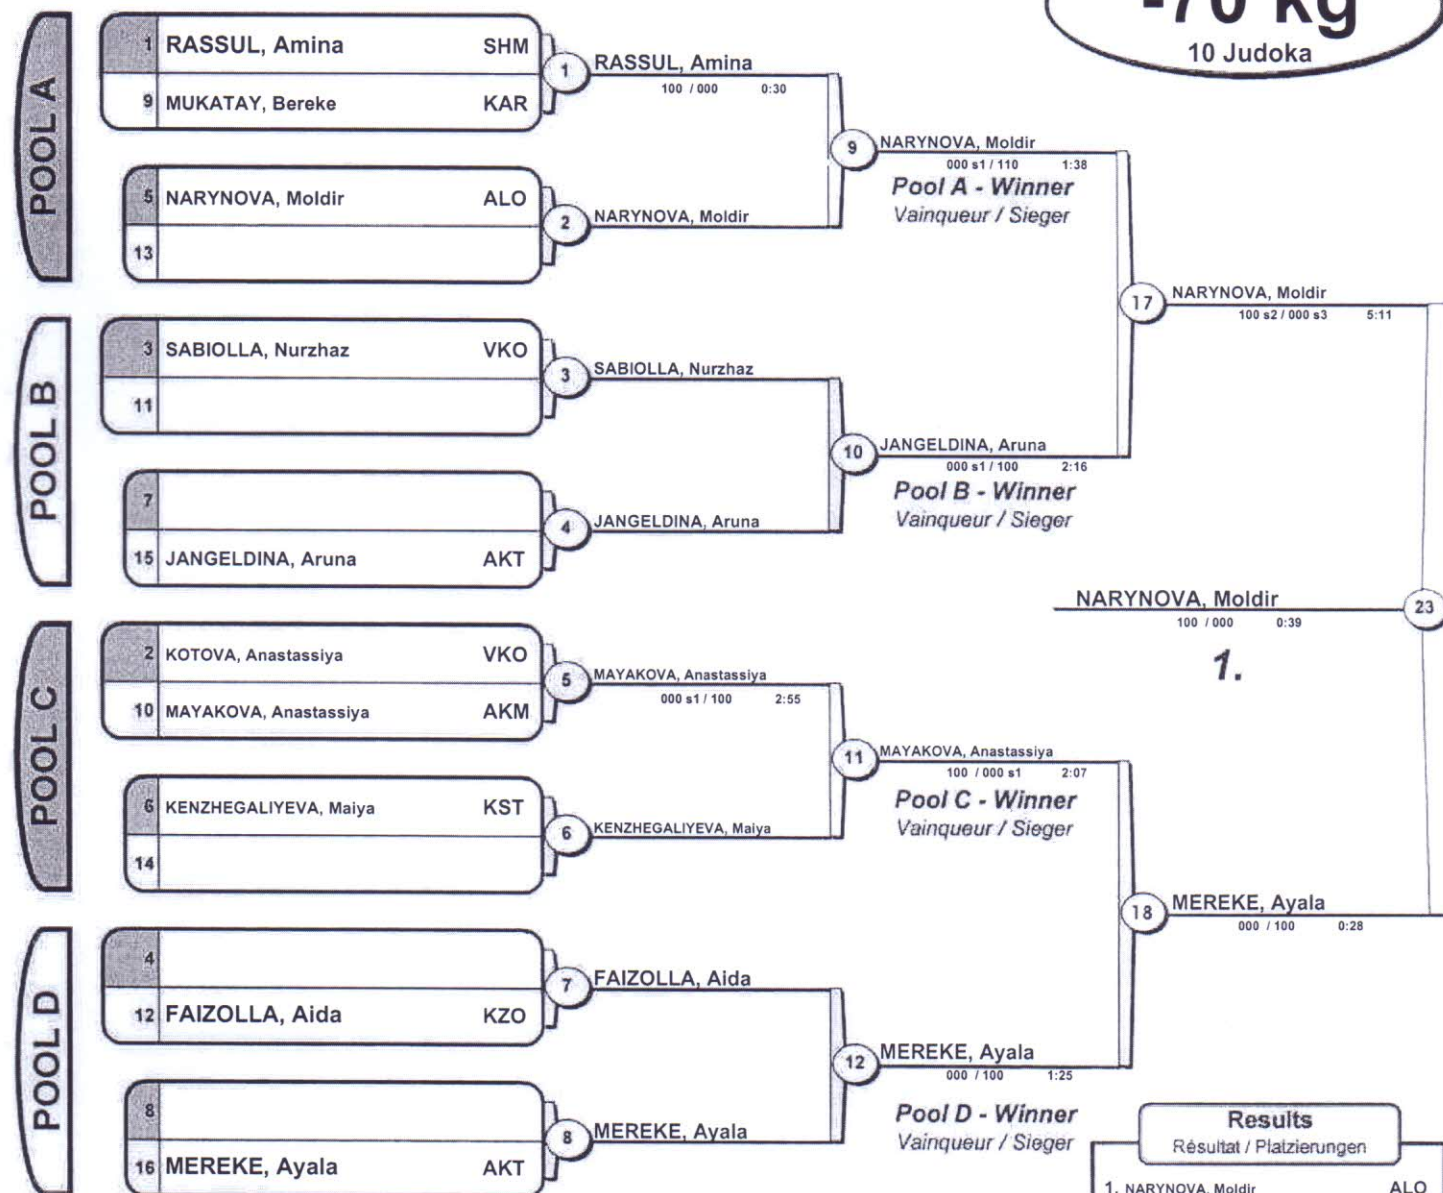 -70 kg
10 Judoka
POOL A
1 RASSUL, Amina SHM
9 MUKATAY, Bereke KAR
1 RASSUL, Amina
100 / 000 0:30
5 NARYNOVA, Moldir ALO
13
2 NARYNOVA, Moldir
9 NARYNOVA, Moldir
000 s1 / 110 1:38
Pool A - Winner
Vainqueur / Sieger
POOL B
3 SABIOLLA, Nurzhaz VKO
11
3 SABIOLLA, Nurzhaz
7
15 JANGELDINA, Aruna AKT
4 JANGELDINA, Aruna
10 JANGELDINA, Aruna
000 s1 / 100 2:16
Pool B - Winner
Vainqueur / Sieger
17 NARYNOVA, Moldir
100 s2 / 000 s3 5:11
NARYNOVA, Moldir 23
100 / 000 0:39
1.
POOL C
2 KOTOVA, Anastassiya VKO
10 MAYAKOVA, Anastassiya AKM
5 MAYAKOVA, Anastassiya
000 s1 / 100 2:55
6 KENZHEGALIYEVA, Maiya KST
14
6 KENZHEGALIYEVA, Maiya
11 MAYAKOVA, Anastassiya
100 / 000 s1 2:07
Pool C - Winner
Vainqueur / Sieger
POOL D
4
12 FAIZOLLA, Aida KZO
7 FAIZOLLA, Aida
8
16 MEREKE, Ayala AKT
8 MEREKE, Ayala
12 MEREKE, Ayala
000 / 100 1:25
Pool D - Winner
Vainqueur / Sieger
18 MEREKE, Ayala
000 / 100 0:28
Results
Résultat / Platzierungen
1. NARYNOVA, Moldir ALO